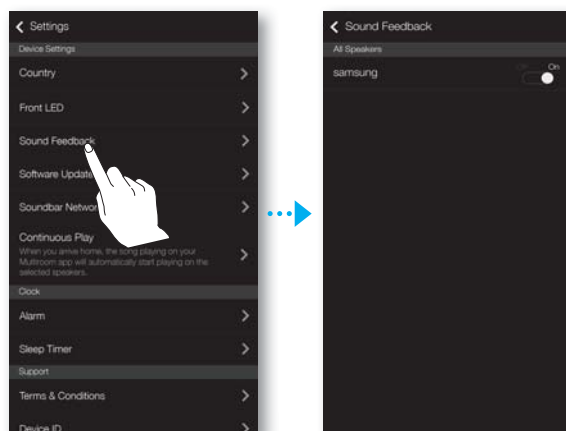 Settings
Device Settings
Country
Front LED
Sound Feedback
Software Update
Soundbar Networ
Continuous Play
When you arrive home, the song playing on your
Multiroom app will automatically start playing on the
selected speakers.
Clock
Alarm
Sleep Timer
Support
Terms & Conditions
Device ID
Sound Feedback
All Speakers
samsung
On